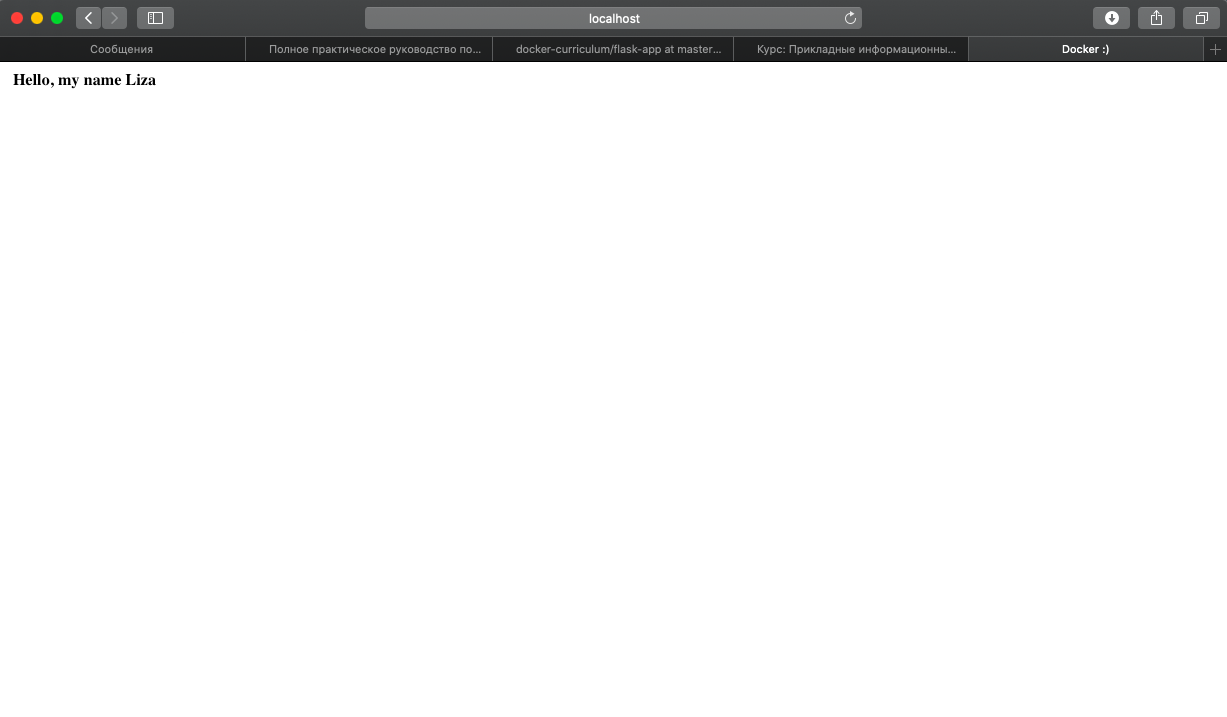 localhost
Сообщения
Полное практическое руководство по...
docker-curriculum/flask-app at master...
Курс: Прикладные информационны...
Docker :)
Hello, my name Liza